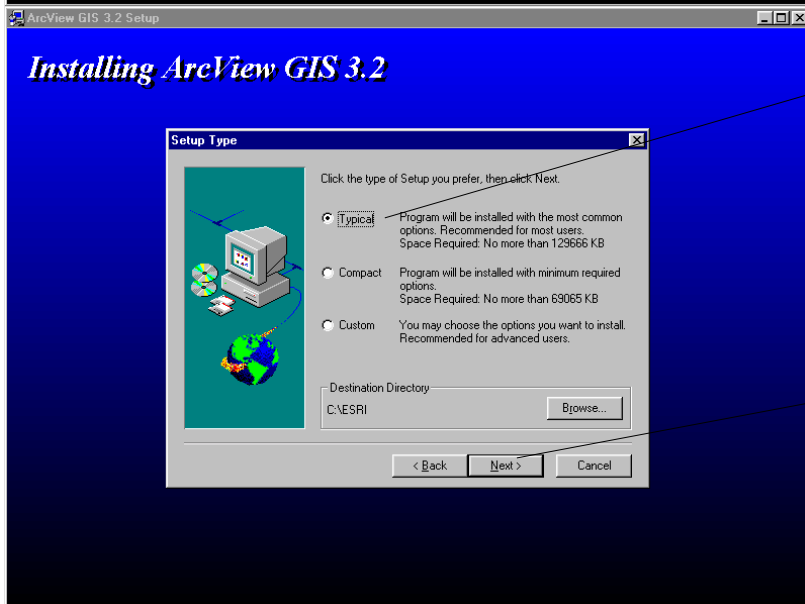 ArcView GIS 3.2 Setup
Installing ArcView GIS 3.2
Setup Type
Click the type of Setup you prefer, then click Next.
Typical
Program will be installed with the most common
options. Recommended for most users.
Space Required: No more than 129666 KB
Compact
Program will be installed with minimum required
options.
Space Required: No more than 69065 KB
Custom
You may choose the options you want to install.
Recommended for advanced users.
Destination Directory
C:\ESRI
Browse...
< Back
Next >
Cancel